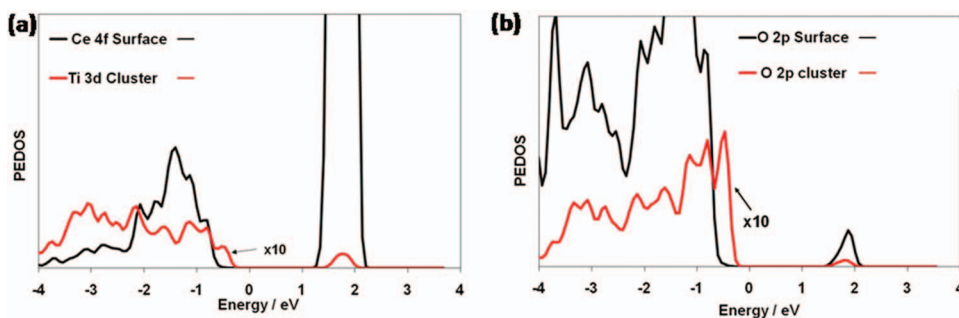 (a)
Ce 4f Surface
Ti 3d Cluster
PEDOS
x10
-4 -3 -2 -1 0 1 2 3 4
Energy / eV
(b)
O 2p Surface
O 2p cluster
PEDOS
x10
-4 -3 -2 -1 0 1 2 3 4
Energy / eV